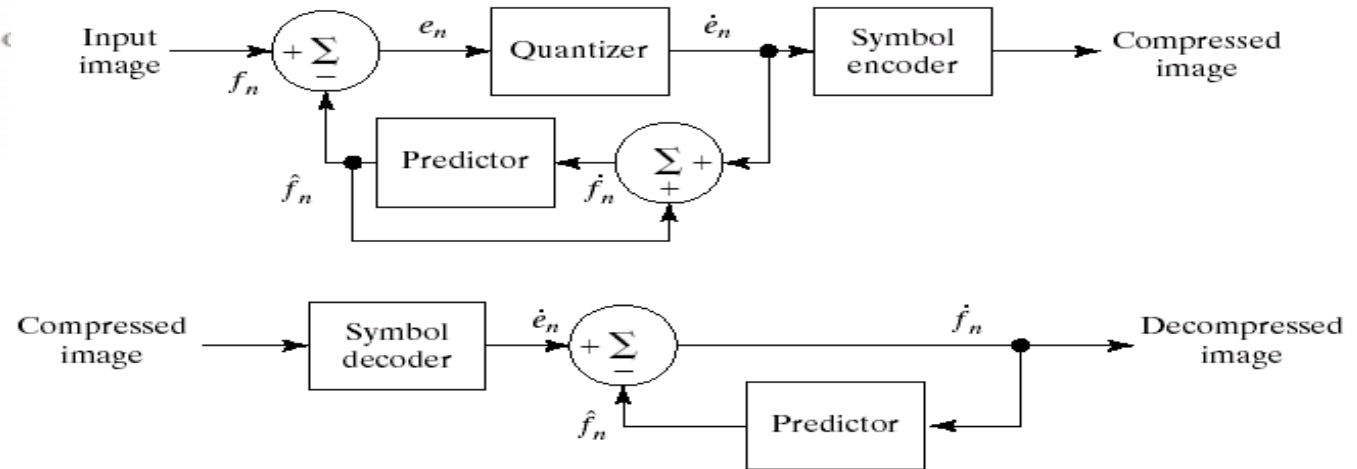 Input
image
f_n
+ Σ
−
e_n
Quantizer
ė_n
Symbol
encoder
Compressed
image
f̂_n
Predictor
ḟ_n
Σ +
+
Compressed
image
Symbol
decoder
ė_n
+ Σ
−
f̂_n
Predictor
ḟ_n
Decompressed
image